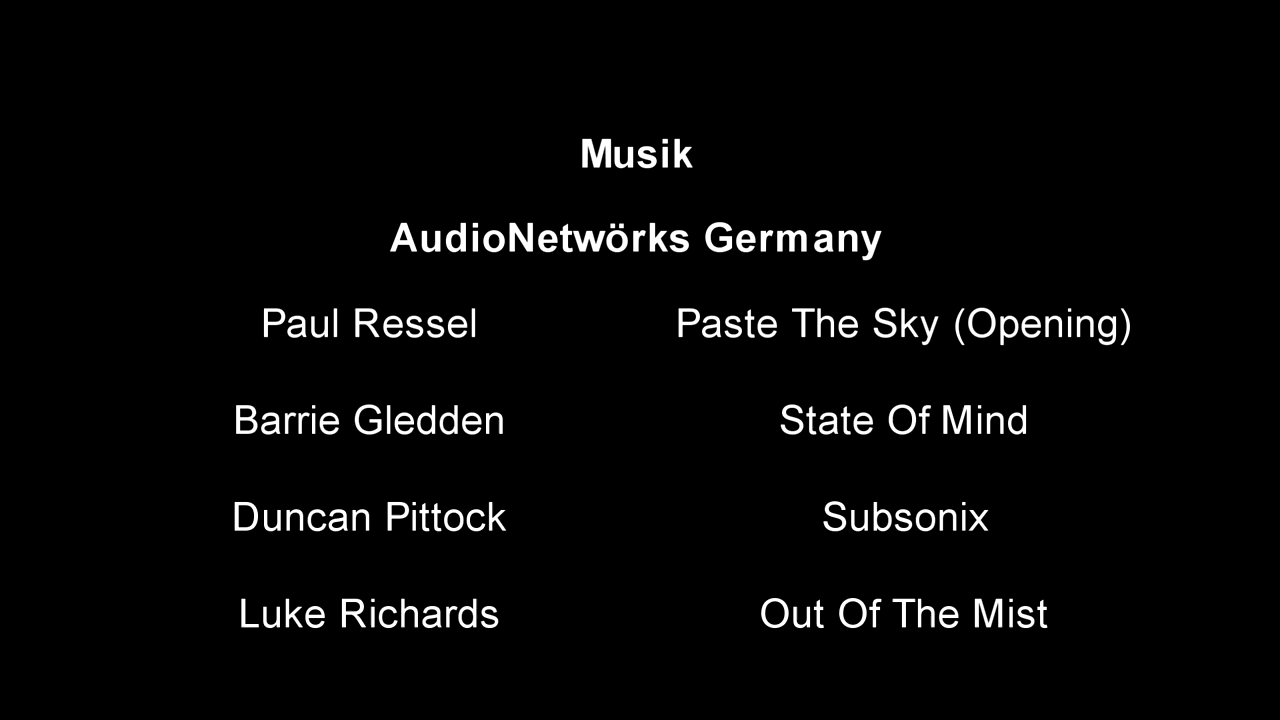 Musik
AudioNetwörks Germany
Paul Ressel Paste The Sky (Opening)
Barrie Gledden State Of Mind
Duncan Pittock Subsonix
Luke Richards Out Of The Mist